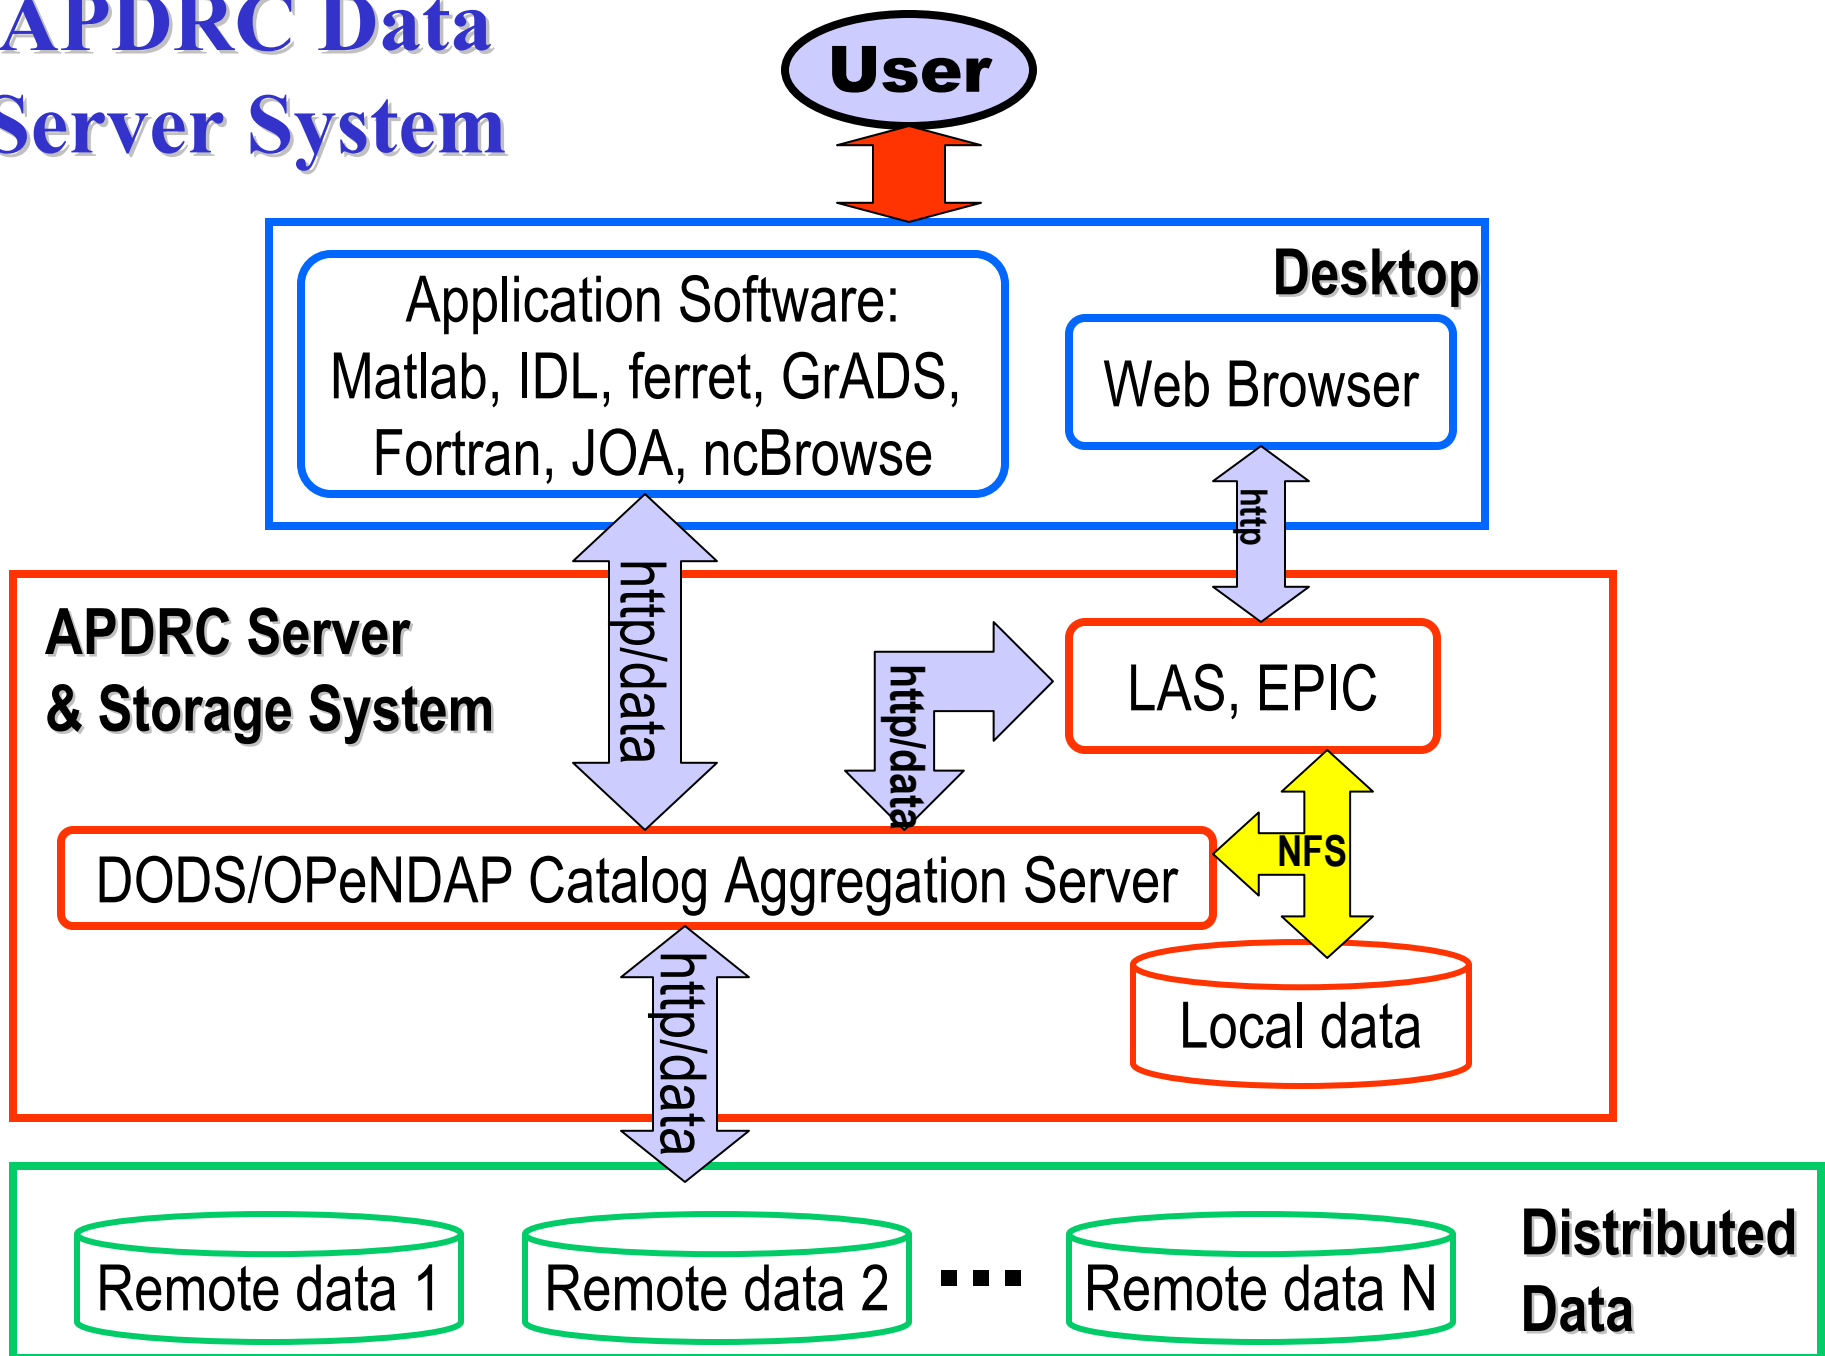 APDRC Data
Server System
User
Desktop
Application Software:
Matlab, IDL, ferret, GrADS,
Fortran, JOA, ncBrowse
Web Browser
http
http/data
APDRC Server
& Storage System
http/data
LAS, EPIC
DODS/OPeNDAP Catalog Aggregation Server
NFS
Local data
http/data
Remote data 1
Remote data 2
...
Remote data N
Distributed
Data